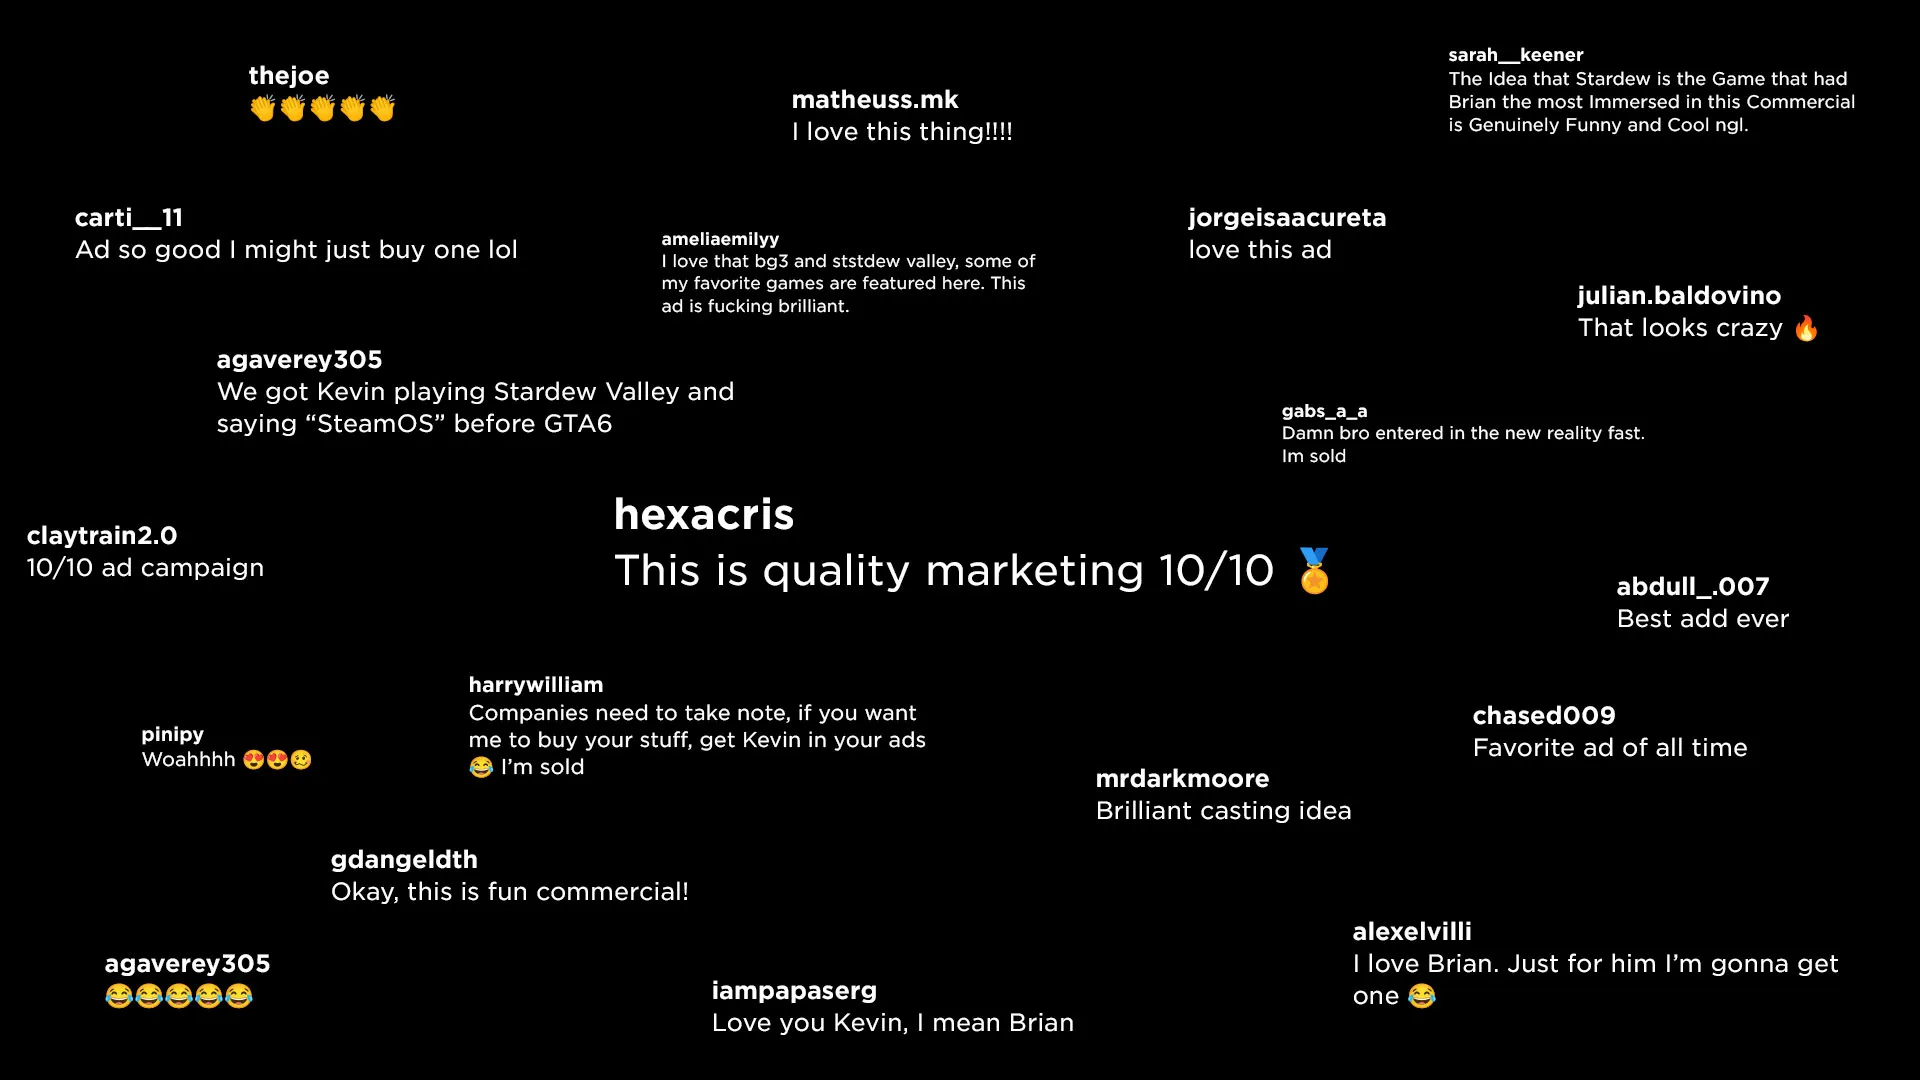 thejoe
👏👏👏👏👏
matheuss.mk
I love this thing!!!!
sarah__keener
The Idea that Stardew is the Game that had
Brian the most Immersed in this Commercial
is Genuinely Funny and Cool ngl.
carti__11
Ad so good I might just buy one lol
ameliaemilyy
I love that bg3 and ststdew valley, some of
my favorite games are featured here. This
ad is fucking brilliant.
jorgeisaacureta
love this ad
julian.baldovino
That looks crazy 🔥
agaverey305
We got Kevin playing Stardew Valley and
saying “SteamOS” before GTA6
gabs_a_a
Damn bro entered in the new reality fast.
Im sold
claytrain2.0
10/10 ad campaign
hexacris
This is quality marketing 10/10 🏅
abdull_.007
Best add ever
pinipy
Woahhhh 😍😍🥴
harrywilliam
Companies need to take note, if you want
me to buy your stuff, get Kevin in your ads
😂 I’m sold
chased009
Favorite ad of all time
mrdarkmoore
Brilliant casting idea
gdangeldth
Okay, this is fun commercial!
agaverey305
😂😂😂😂😂
iampapaserg
Love you Kevin, I mean Brian
alexelvilli
I love Brian. Just for him I’m gonna get
one 😂